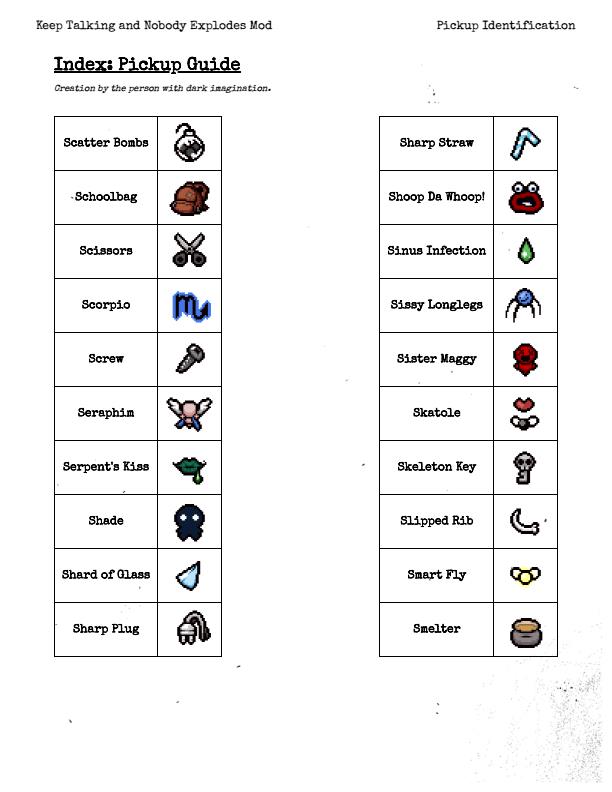 Keep Talking and Nobody Explodes Mod
Pickup Identification
Index: Pickup Guide
Creation by the person with dark imagination.
Scatter Bombs
Schoolbag
Scissors
Scorpio
Screw
Seraphim
Serpent's Kiss
Shade
Shard of Glass
Sharp Plug
Sharp Straw
Shoop Da Whoop!
Sinus Infection
Sissy Longlegs
Sister Maggy
Skatole
Skeleton Key
Slipped Rib
Smart Fly
Smelter